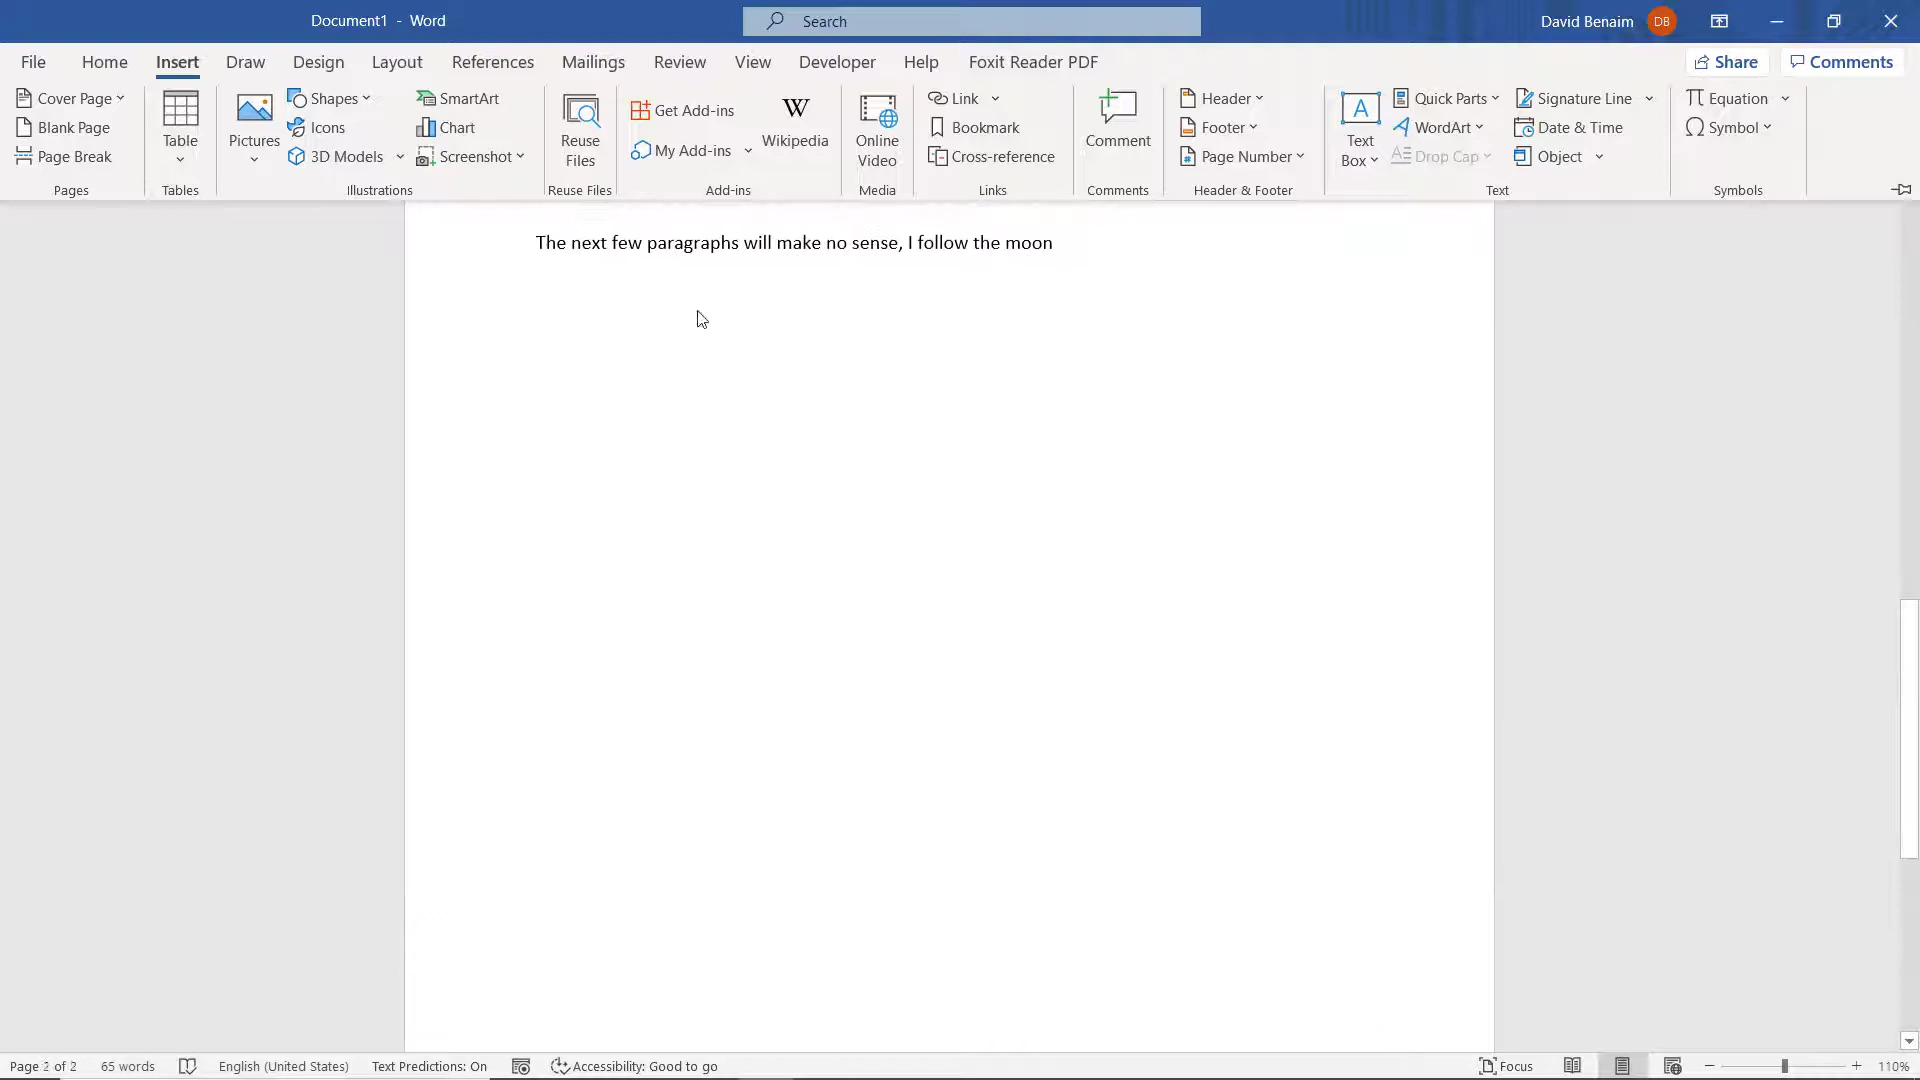 Document1 - Word
Search
David Benaim
DB
File Home Insert Draw Design Layout References Mailings Review View Developer Help Foxit Reader PDF
Share
Comments
Cover Page
Blank Page
Page Break
Pages
Table
Tables
Pictures
Shapes
Icons
3D Models
SmartArt
Chart
Screenshot
Illustrations
Reuse
Files
Reuse Files
Get Add-ins
My Add-ins
W
Wikipedia
Add-ins
Online
Video
Media
Link
Bookmark
Cross-reference
Links
Comment
Comments
Header
Footer
Page Number
Header & Footer
A
Text
Box
Quick Parts
WordArt
Drop Cap
Signature Line
Date & Time
Object
Text
Equation
Symbol
Symbols
The next few paragraphs will make no sense, I follow the moon
Page 2 of 2 65 words English (United States) Text Predictions: On Accessibility: Good to go Focus 110%